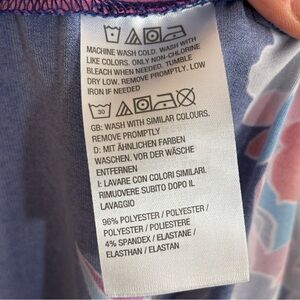 MACHINE WASH COLD. WASH WITH
LIKE COLORS. ONLY NON-CHLORINE
BLEACH WHEN NEEDED. TUMBLE
DRY LOW. REMOVE PROMPTLY. LOW
IRON IF NEEDED
30
GB: WASH WITH SIMILAR COLOURS.
REMOVE PROMPTLY
D: MIT ÄHNLICHEN FARBEN
WASCHEN. VOR DER WÄSCHE
ENTFERNEN
I: LAVARE CON COLORI SIMILARI.
RIMUOVERE SUBITO DOPO IL
LAVAGGIO
96% POLYESTER / POLYESTER /
POLYESTER / POLIESTERE
4% SPANDEX / ELASTANE /
ELASTHAN / ELASTAN